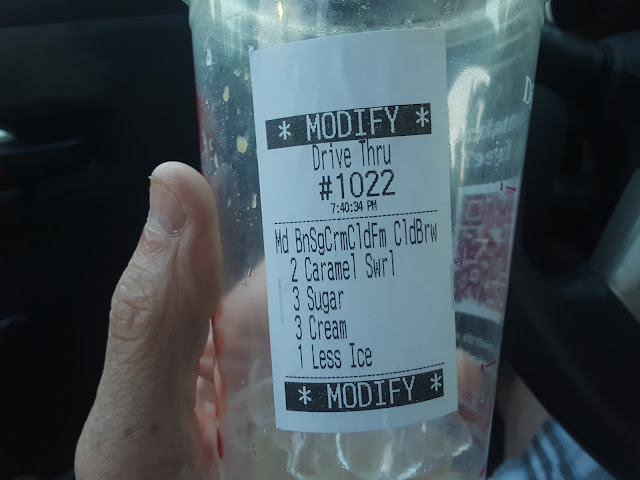 * MODIFY *
Drive Thru
#1022
7:40:34 PM
Md BnSgCrmCldFm CldBrw
2 Caramel Swrl
3 Sugar
3 Cream
1 Less Ice
* MODIFY *